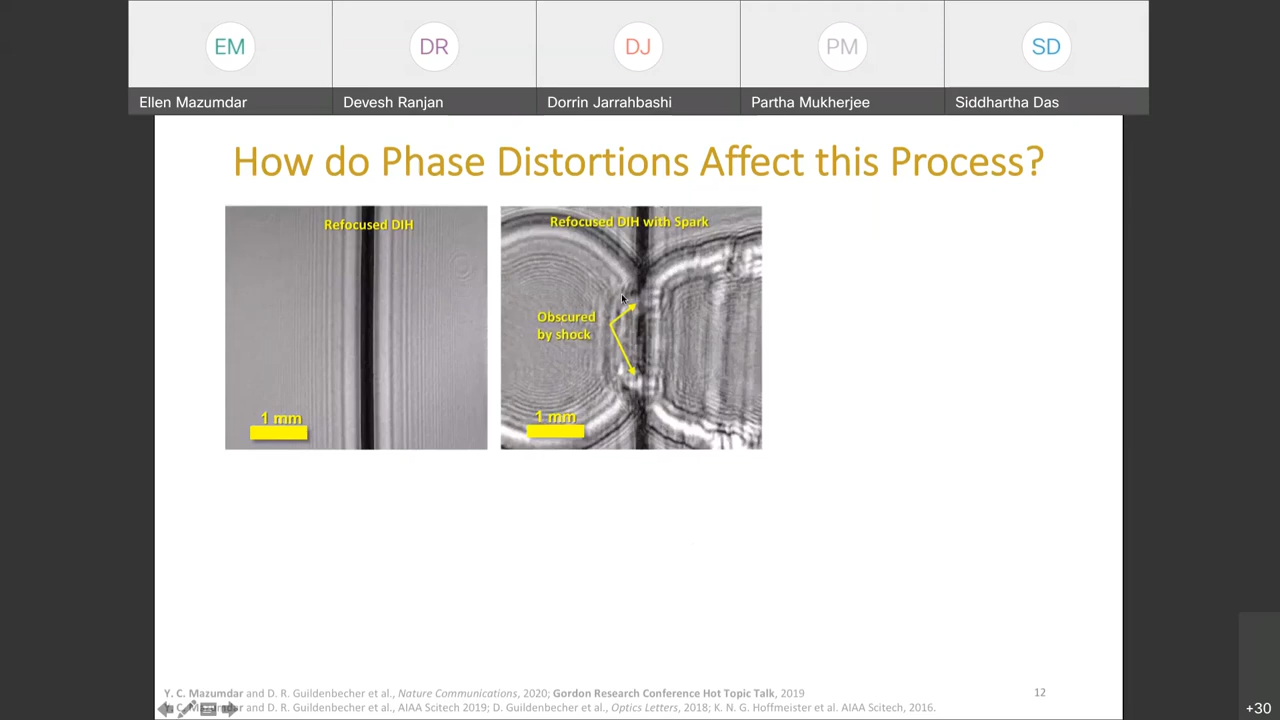 EM
DR
DJ
PM
SD
Ellen Mazumdar
Devesh Ranjan
Dorrin Jarrahbashi
Partha Mukherjee
Siddhartha Das
How do Phase Distortions Affect this Process?
Refocused DIH
1 mm
Refocused DIH with Spark
Obscured
by shock
1 mm
Y. C. Mazumdar and D. R. Guildenbecher et al., Nature Communications, 2020; Gordon Research Conference Hot Topic Talk, 2019
Y. C. Mazumdar and D. R. Guildenbecher et al., AIAA Scitech 2019; D. Guildenbecher et al., Optics Letters, 2018; K. N. G. Hoffmeister et al. AIAA Scitech, 2016.
12
+30